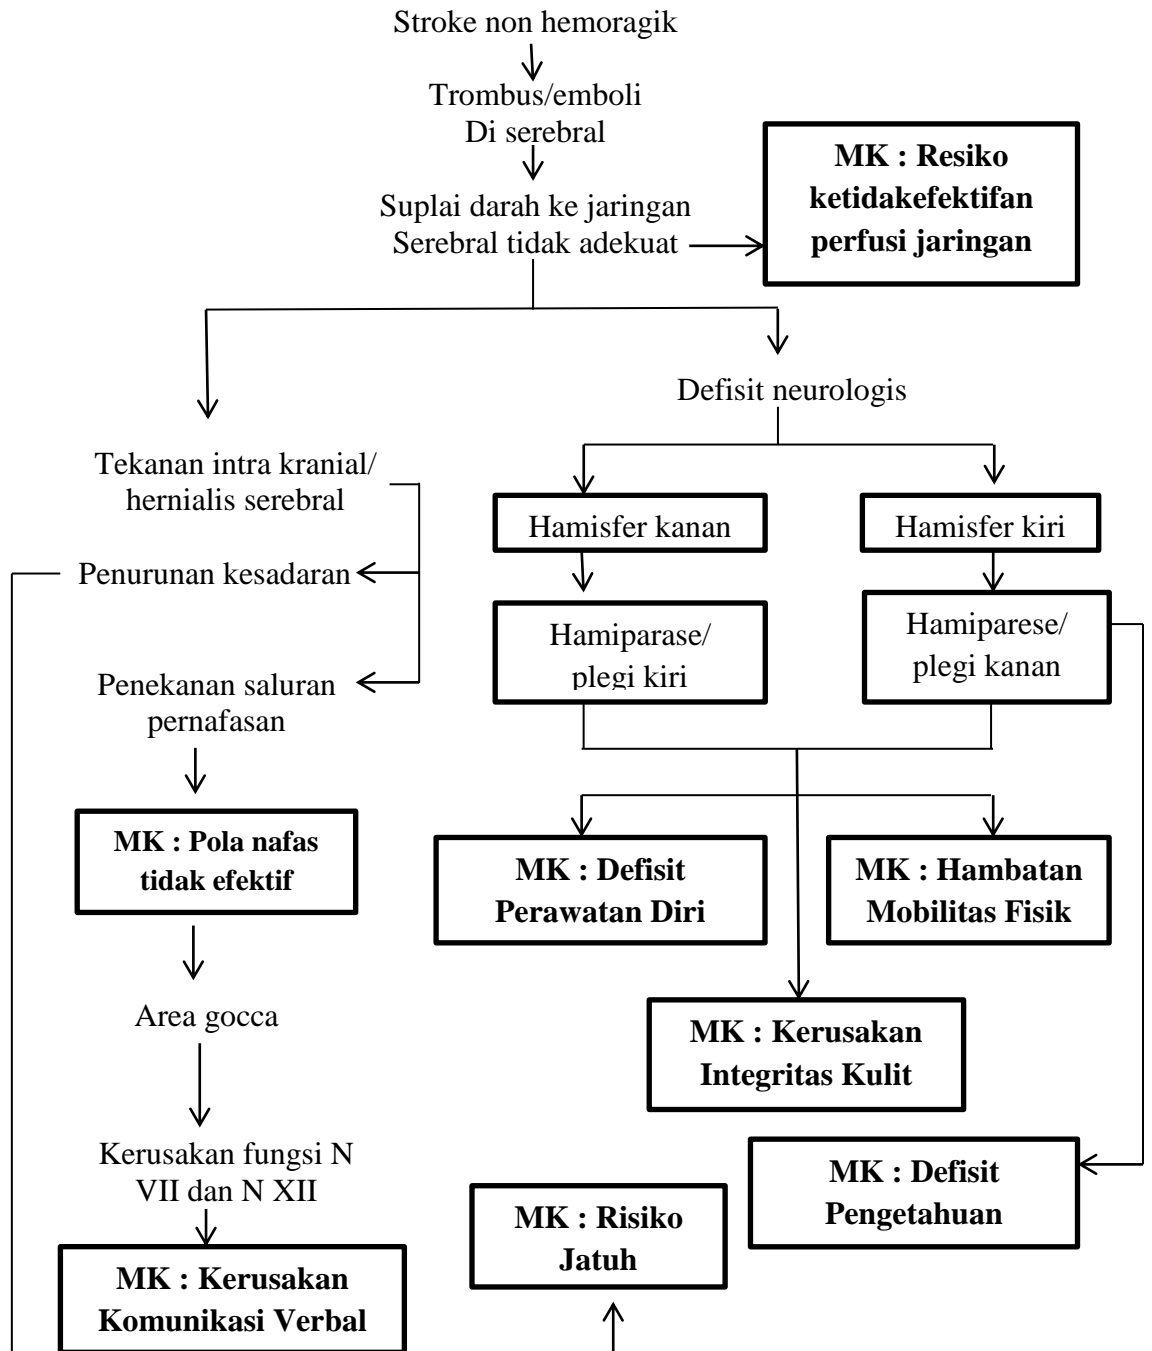 Stroke non hemoragik
Trombus/emboli
Di serebral
MK : Resiko
ketidakefektifan
perfusi jaringan
Suplai darah ke jaringan
Serebral tidak adekuat
Defisit neurologis
Tekanan intra kranial/
hernialis serebral
Hamisfer kanan
Hamisfer kiri
Penurunan kesadaran
Hamiparase/
plegi kiri
Hamiparese/
plegi kanan
Penekanan saluran
pernafasan
MK : Pola nafas
tidak efektif
MK : Defisit
Perawatan Diri
MK : Hambatan
Mobilitas Fisik
Area gocca
MK : Kerusakan
Integritas Kulit
Kerusakan fungsi N
VII dan N XII
MK : Defisit
Pengetahuan
MK : Risiko
Jatuh
MK : Kerusakan
Komunikasi Verbal